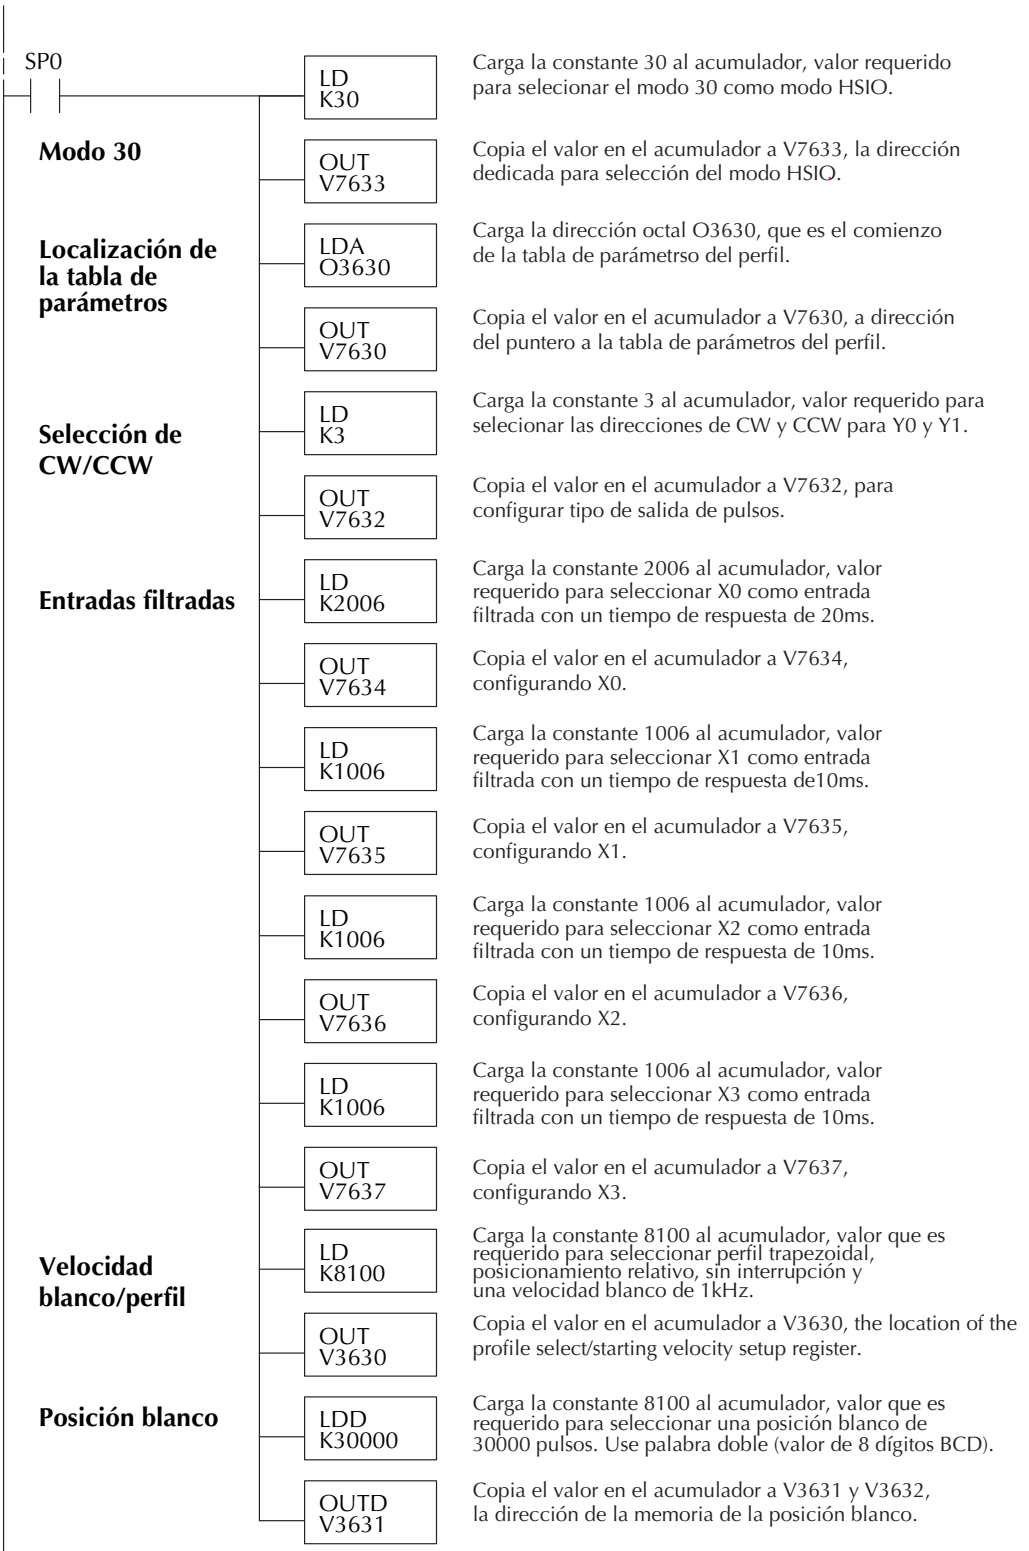 SP0
LD
K30
Carga la constante 30 al acumulador, valor requerido
para selecionar el modo 30 como modo HSIO.
Modo 30
OUT
V7633
Copia el valor en el acumulador a V7633, la dirección
dedicada para selección del modo HSIO.
Localización de
la tabla de
parámetros
LDA
O3630
Carga la dirección octal O3630, que es el comienzo
de la tabla de parámetrso del perfil.
OUT
V7630
Copia el valor en el acumulador a V7630, a dirección
del puntero a la tabla de parámetros del perfil.
Selección de
CW/CCW
LD
K3
Carga la constante 3 al acumulador, valor requerido para
selecionar las direcciones de CW y CCW para Y0 y Y1.
OUT
V7632
Copia el valor en el acumulador a V7632, para
configurar tipo de salida de pulsos.
Entradas filtradas
LD
K2006
Carga la constante 2006 al acumulador, valor
requerido para seleccionar X0 como entrada
filtrada con un tiempo de respuesta de 20ms.
OUT
V7634
Copia el valor en el acumulador a V7634,
configurando X0.
LD
K1006
Carga la constante 1006 al acumulador, valor
requerido para seleccionar X1 como entrada
filtrada con un tiempo de respuesta de10ms.
OUT
V7635
Copia el valor en el acumulador a V7635,
configurando X1.
LD
K1006
Carga la constante 1006 al acumulador, valor
requerido para seleccionar X2 como entrada
filtrada con un tiempo de respuesta de 10ms.
OUT
V7636
Copia el valor en el acumulador a V7636,
configurando X2.
LD
K1006
Carga la constante 1006 al acumulador, valor
requerido para seleccionar X3 como entrada
filtrada con un tiempo de respuesta de 10ms.
OUT
V7637
Copia el valor en el acumulador a V7637,
configurando X3.
Velocidad
blanco/perfil
LD
K8100
Carga la constante 8100 al acumulador, valor que es
requerido para seleccionar perfil trapezoidal,
posicionamiento relativo, sin interrupción y
una velocidad blanco de 1kHz.
OUT
V3630
Copia el valor en el acumulador a V3630, the location of the
profile select/starting velocity setup register.
Posición blanco
LDD
K30000
Carga la constante 8100 al acumulador, valor que es
requerido para seleccionar una posición blanco de
30000 pulsos. Use palabra doble (valor de 8 dígitos BCD).
OUTD
V3631
Copia el valor en el acumulador a V3631 y V3632,
la dirección de la memoria de la posición blanco.